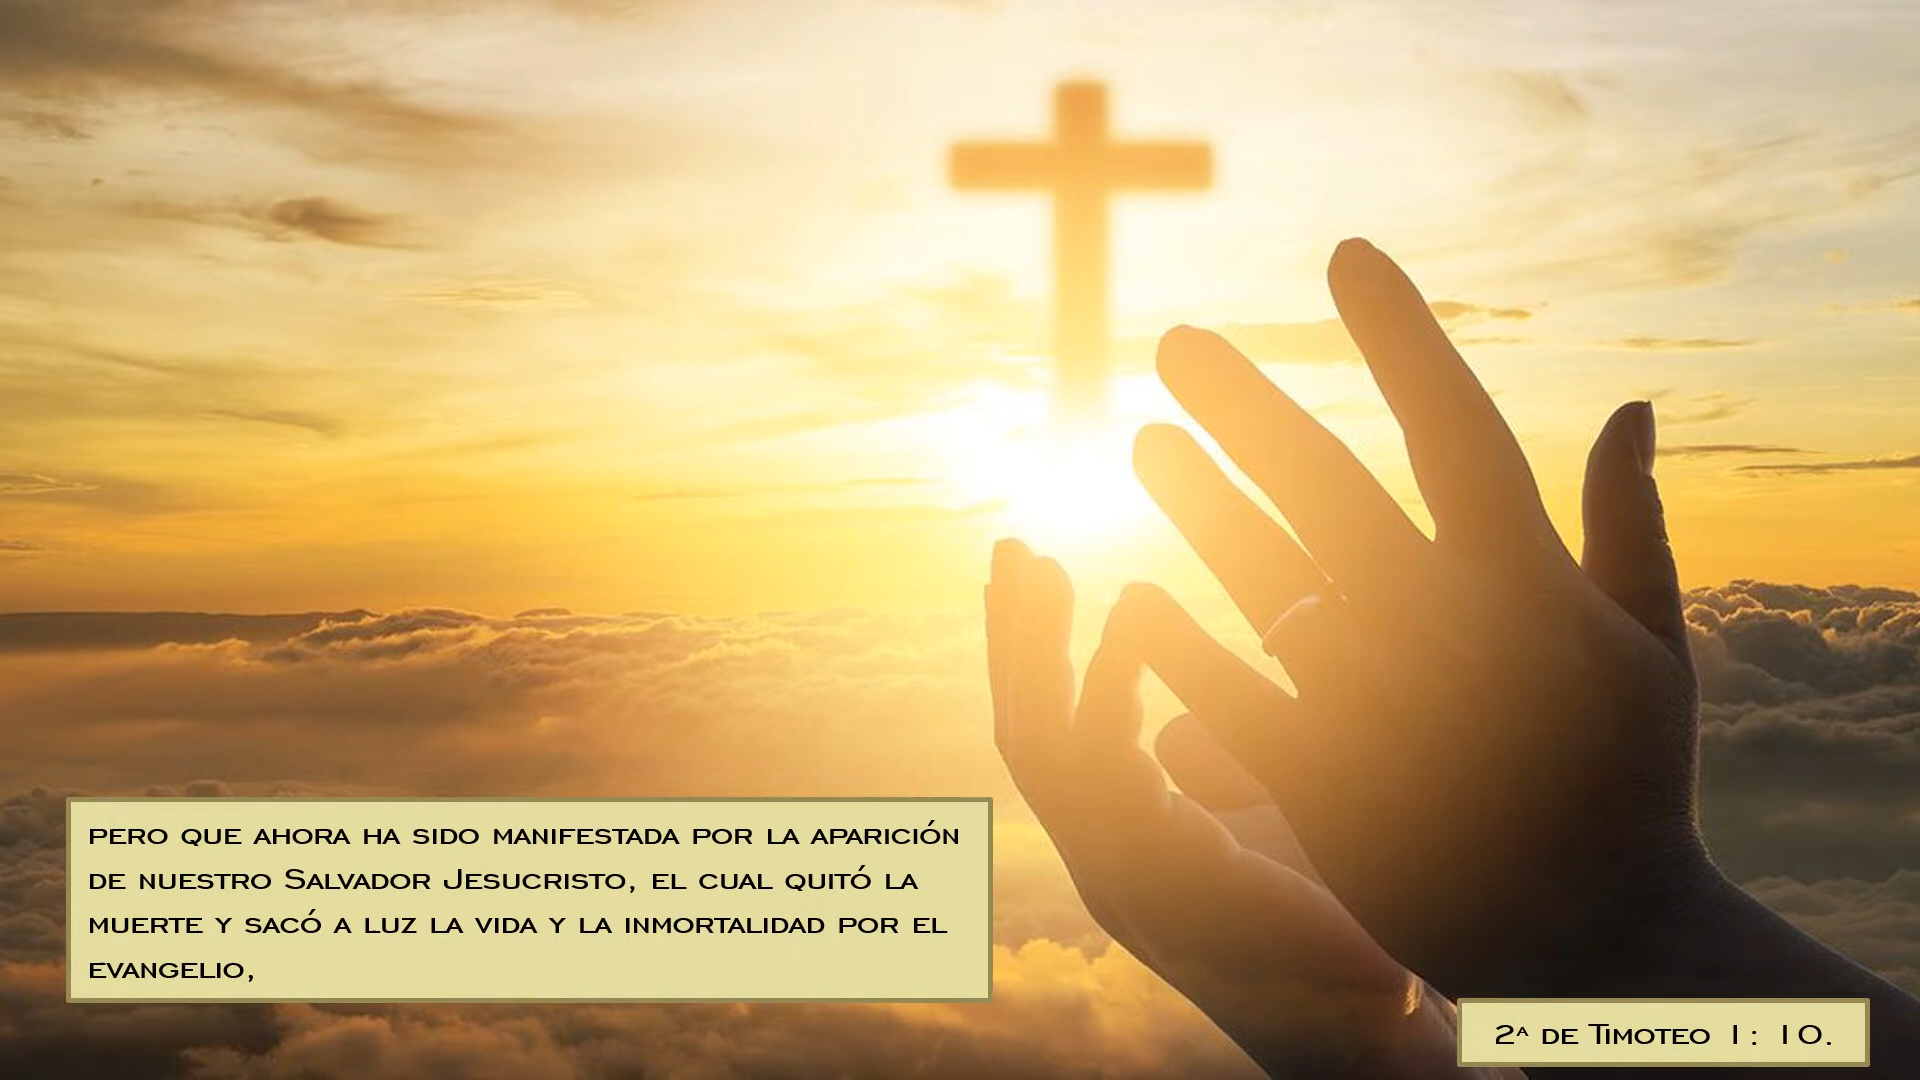 PERO QUE AHORA HA SIDO MANIFESTADA POR LA APARICIÓN
DE NUESTRO SALVADOR JESUCRISTO, EL CUAL QUITÓ LA
MUERTE Y SACÓ A LUZ LA VIDA Y LA INMORTALIDAD POR EL
EVANGELIO,
2ª DE TIMOTEO 1: 10.